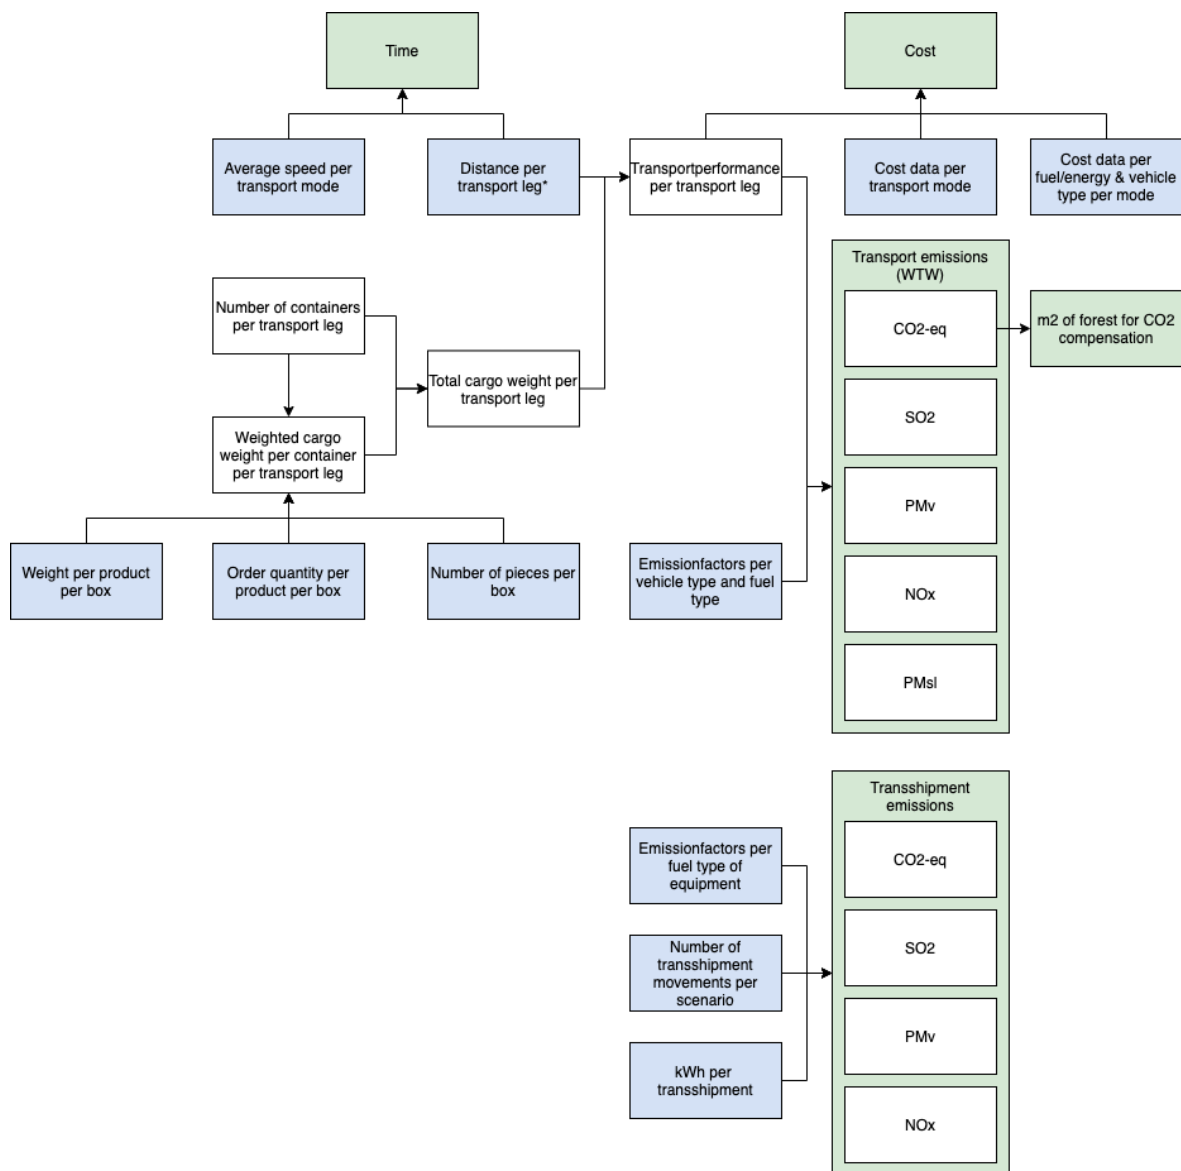 Time
Cost
Average speed per
transport mode
Distance per
transport leg*
Transportperformance
per transport leg
Cost data per
transport mode
Cost data per
fuel/energy & vehicle
type per mode
Transport emissions
(WTW)
Number of containers
per transport leg
CO2-eq
m2 of forest for CO2
compensation
Total cargo weight per
transport leg
SO2
Weighted cargo
weight per container
per transport leg
PMv
Weight per product
per box
Order quantity per
product per box
Number of pieces per
box
Emissionfactors per
vehicle type and fuel
type
NOx
PMsl
Transshipment
emissions
Emissionfactors per
fuel type of
equipment
CO2-eq
Number of
transshipment
movements per
scenario
SO2
kWh per
transshipment
PMv
NOx